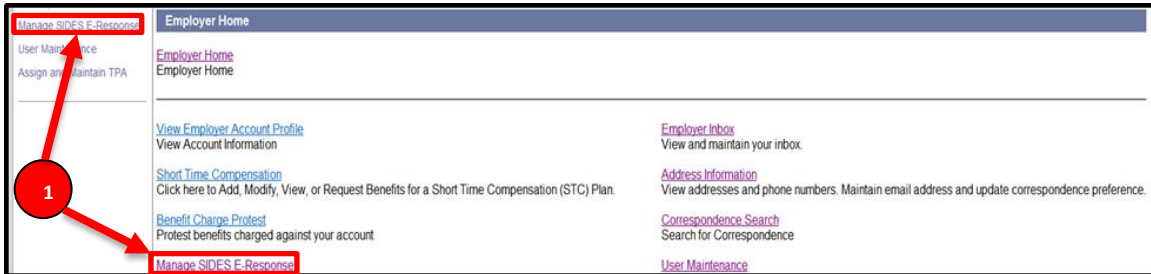 Manage SIDES E-Response
User Maintenance
Assign and Maintain TPA
Employer Home
Employer Home
Employer Home
View Employer Account Profile
View Account Information
Short Time Compensation
Click here to Add, Modify, View, or Request Benefits for a Short Time Compensation (STC) Plan.
Benefit Charge Protest
Protest benefits charged against your account
Manage SIDES E-Response
Employer Inbox
View and maintain your inbox.
Address Information
View addresses and phone numbers. Maintain email address and update correspondence preference.
Correspondence Search
Search for Correspondence
User Maintenance
1